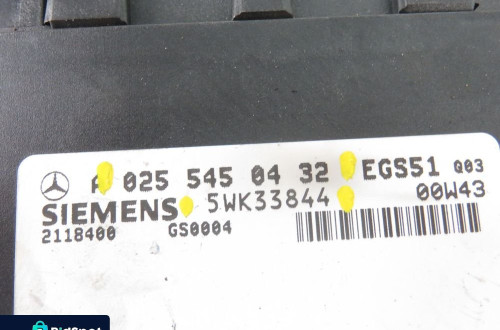 A 025 545 04 32 EGS51 Q03
SIEMENS 5WK33844 00W43
2118400 GS0004